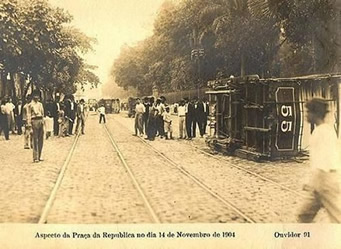 55
Aspecto da Praça da Republica no dia 14 de Novembro de 1904 Ouvidor 91